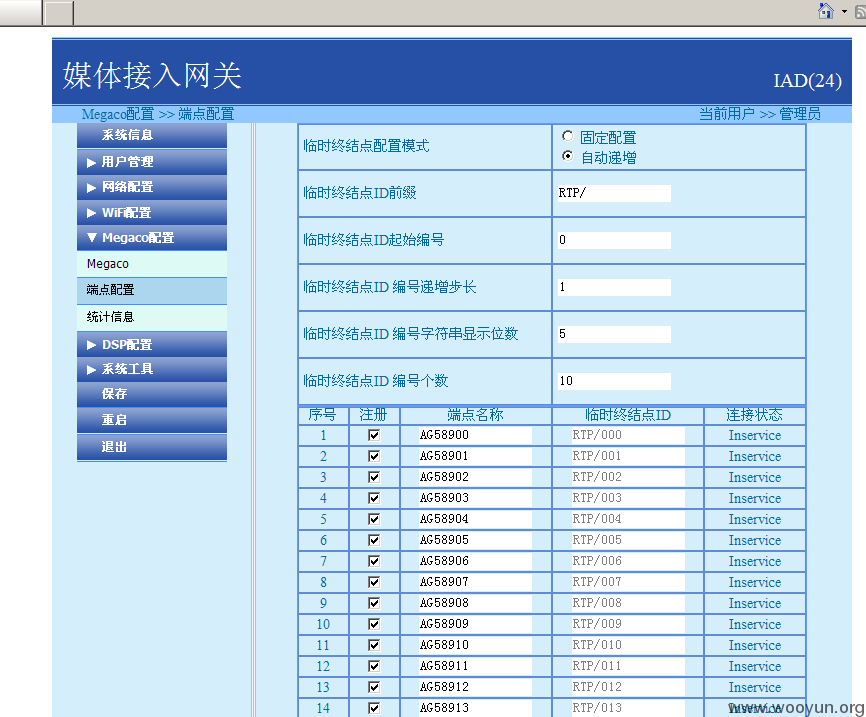 媒体接入网关
IAD(24)
Megaco配置 >> 端点配置 当前用户 >> 管理员
系统信息
▶ 用户管理
▶ 网络配置
▶ WiFi配置
▼ Megaco配置
Megaco
端点配置
统计信息
▶ DSP配置
▶ 系统工具
保存
重启
退出
临时终结点配置模式 固定配置
自动递增
临时终结点ID前缀 RTP/
临时终结点ID起始编号 0
临时终结点ID 编号递增步长 1
临时终结点ID 编号字符串显示位数 5
临时终结点ID 编号个数 10
序号 注册 端点名称 临时终结点ID 连接状态
1 AG58900 RTP/000 Inservice
2 AG58901 RTP/001 Inservice
3 AG58902 RTP/002 Inservice
4 AG58903 RTP/003 Inservice
5 AG58904 RTP/004 Inservice
6 AG58905 RTP/005 Inservice
7 AG58906 RTP/006 Inservice
8 AG58907 RTP/007 Inservice
9 AG58908 RTP/008 Inservice
10 AG58909 RTP/009 Inservice
11 AG58910 RTP/010 Inservice
12 AG58911 RTP/011 Inservice
13 AG58912 RTP/012 Inservice
14 AG58913 RTP/013 Inservice
www.wooyun.org